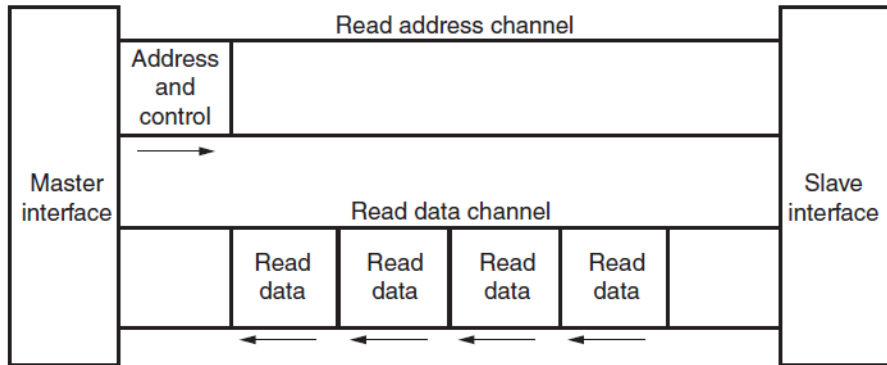 Read address channel
Address
and
control
Master
interface
Slave
interface
Read data channel
Read
data
Read
data
Read
data
Read
data